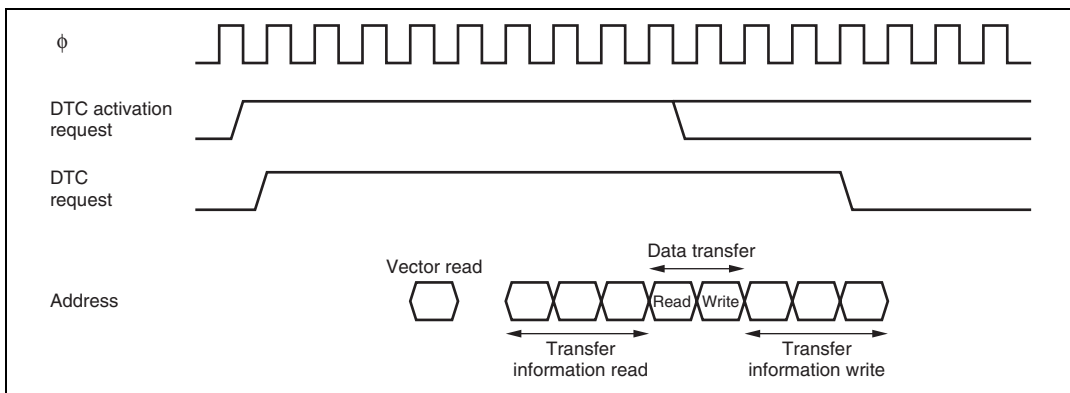 φ
DTC activation
request
DTC
request
Data transfer
Vector read
Address
Read
Write
Transfer
information read
Transfer
information write